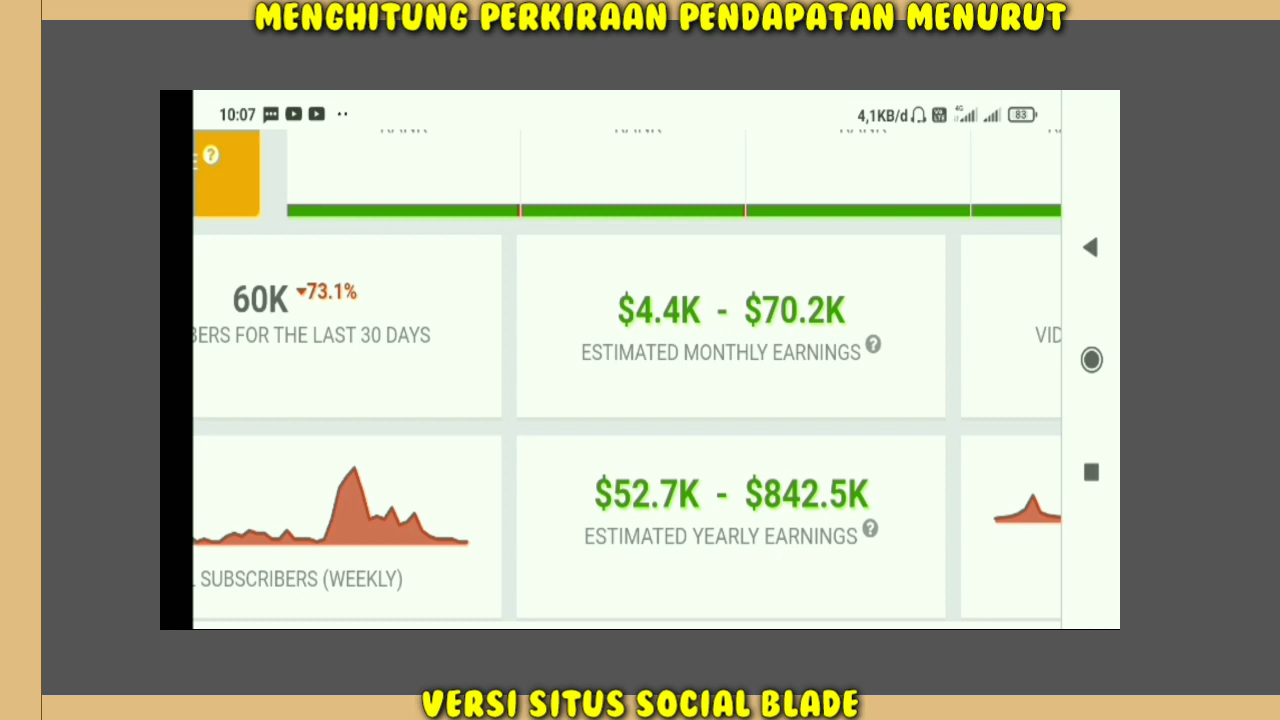 MENGHITUNG PERKIRAAN PENDAPATAN MENURUT
10:07
4,1KB/d 4G 83
60K 73.1%
BERS FOR THE LAST 30 DAYS
$4.4K - $70.2K
ESTIMATED MONTHLY EARNINGS ?
VID
SUBSCRIBERS (WEEKLY)
$52.7K - $842.5K
ESTIMATED YEARLY EARNINGS ?
VERSI SITUS SOCIAL BLADE